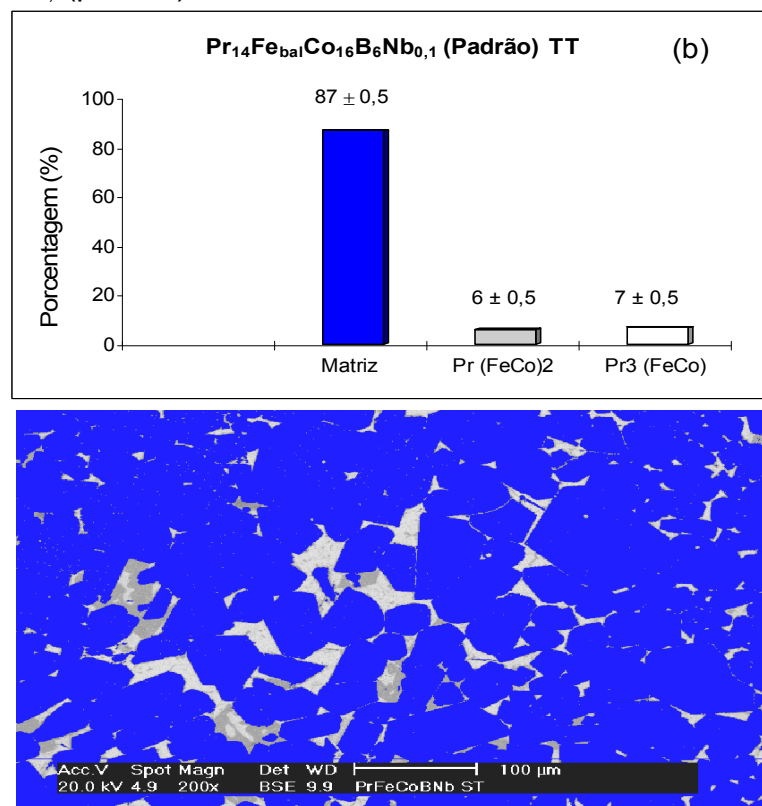 Pr₁₄Fe_balCo₁₆B₆Nb₀,₁ (Padrão) TT
(b)
Porcentagem (%)
100
80
60
40
20
0
87 ± 0,5
6 ± 0,5
7 ± 0,5
Matriz
Pr (FeCo)2
Pr3 (FeCo)
Acc.V Spot Magn Det WD 100 µm
20.0 kV 4.9 200x BSE 9.9 PrFeCoBNb ST